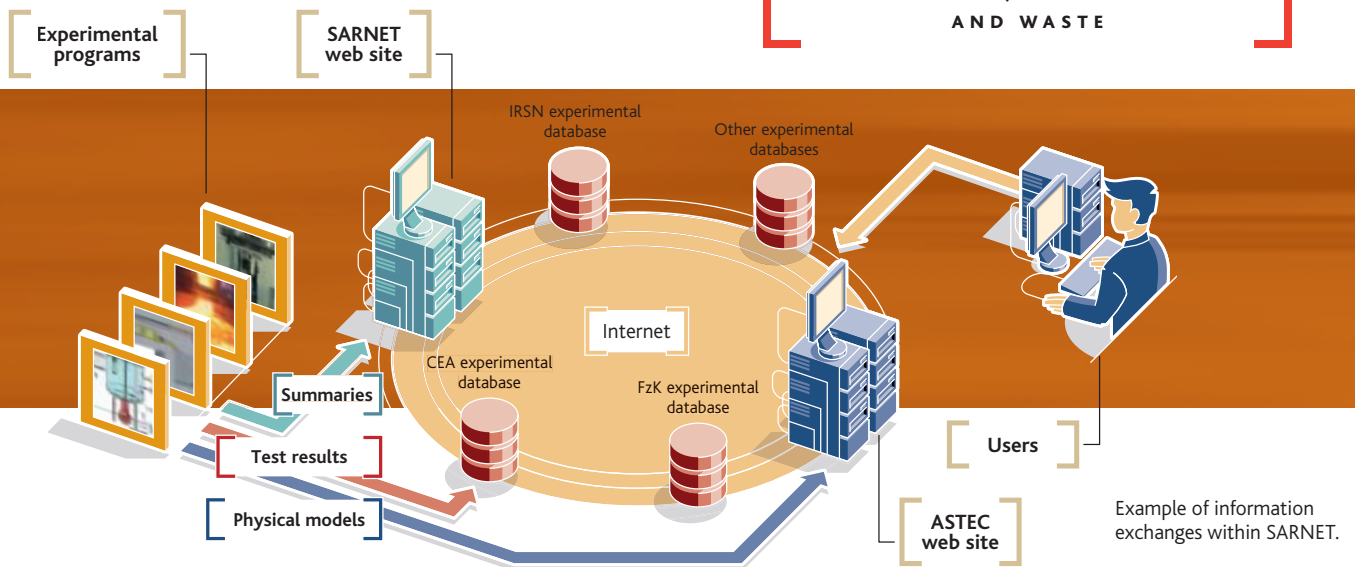 AND WASTE
Experimental
programs
SARNET
web site
IRSN experimental
database
Other experimental
databases
Internet
CEA experimental
database
FzK experimental
database
Summaries
Test results
Physical models
Users
ASTEC
web site
Example of information
exchanges within SARNET.